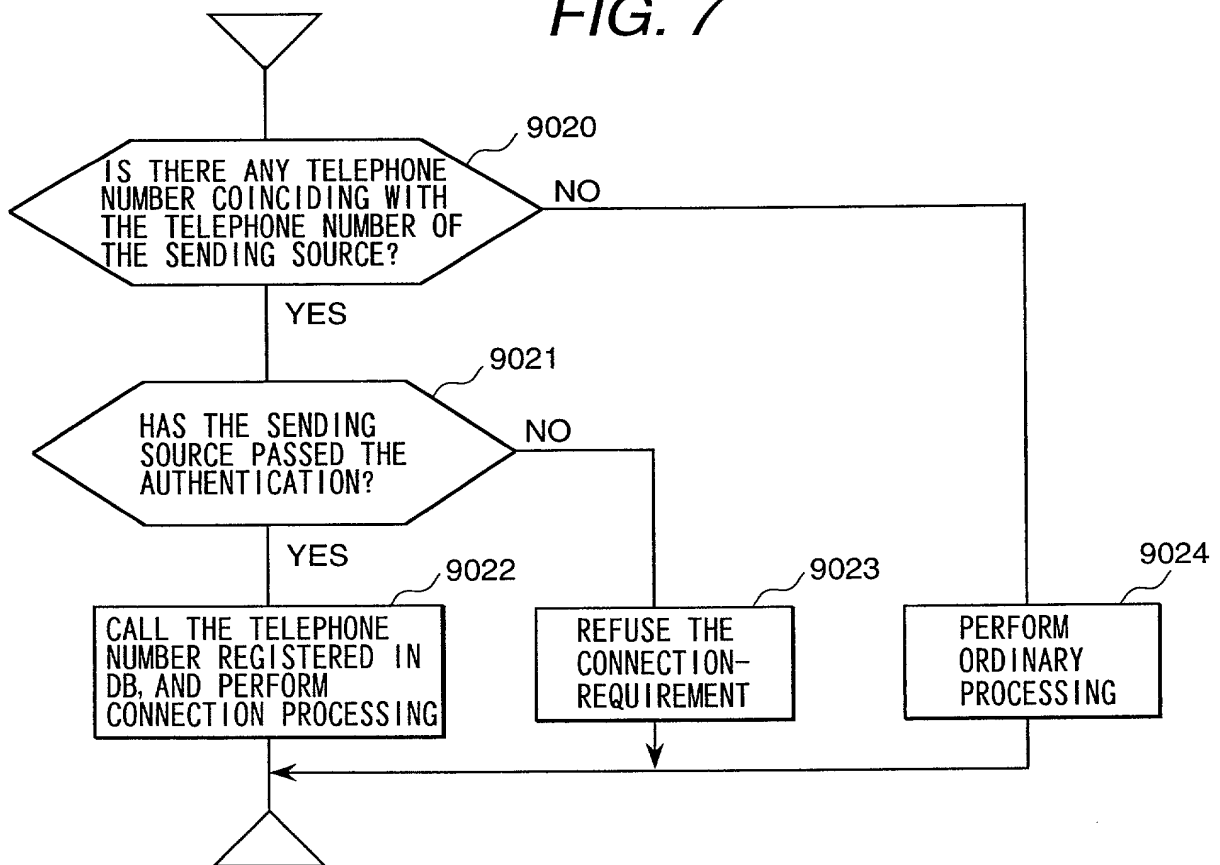 FIG. 7
9020
IS THERE ANY TELEPHONE
NUMBER COINCIDING WITH
THE TELEPHONE NUMBER OF
THE SENDING SOURCE?
NO
YES
9021
HAS THE SENDING
SOURCE PASSED THE
AUTHENTICATION?
NO
YES
9022
CALL THE TELEPHONE
NUMBER REGISTERED IN
DB, AND PERFORM
CONNECTION PROCESSING
9023
REFUSE THE
CONNECTION-
REQUIREMENT
9024
PERFORM
ORDINARY
PROCESSING